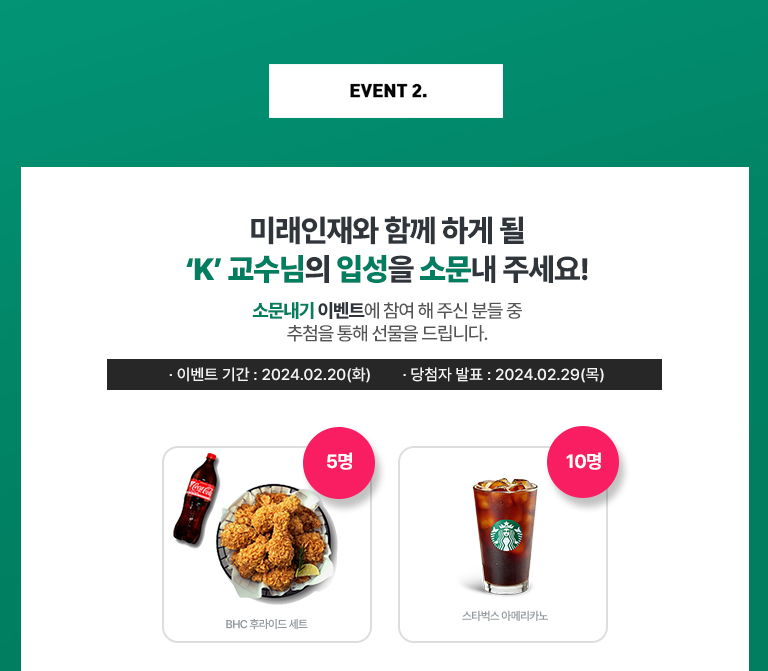 EVENT 2.
미래인재와 함께 하게 될
‘K’ 교수님의 입성을 소문내 주세요!
소문내기 이벤트에 참여 해 주신 분들 중
추첨을 통해 선물을 드립니다.
· 이벤트 기간 : 2024.02.20(화) · 당첨자 발표 : 2024.02.29(목)
5명
10명
Coca-Cola
BHC 후라이드 세트
스타벅스 아메리카노